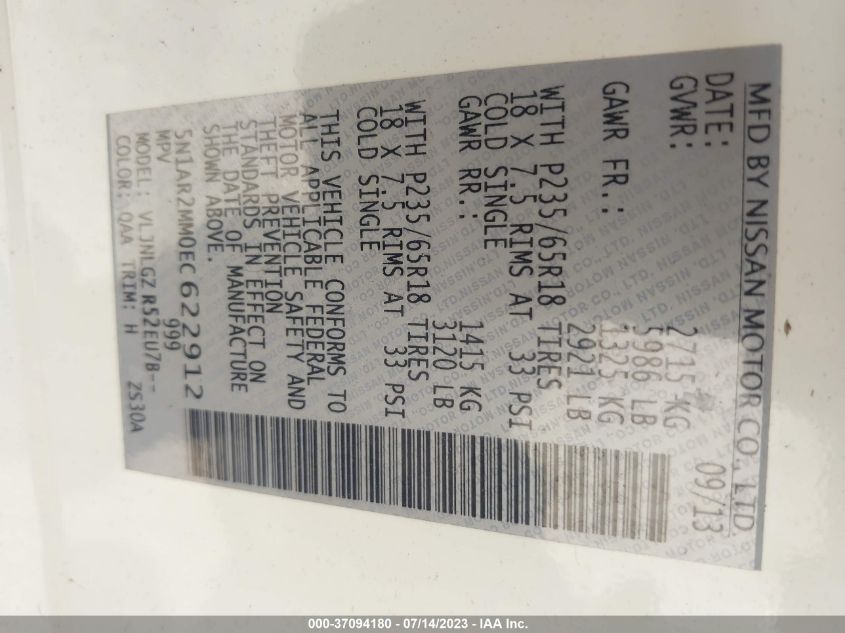 MFD BY NISSAN MOTOR CO., LTD.
DATE: 09/13
GVWR: 2715 KG
5986 LB
GAWR FR.: 1325 KG
2921 LB
WITH P235/65R18 TIRES
18 X 7.5 RIMS AT 33 PSI
COLD SINGLE
GAWR RR.: 1415 KG
3120 LB
WITH P235/65R18 TIRES
18 X 7.5 RIMS AT 33 PSI
COLD SINGLE
THIS VEHICLE CONFORMS TO
ALL APPLICABLE FEDERAL
MOTOR VEHICLE SAFETY AND
THEFT PREVENTION
STANDARDS IN EFFECT ON
THE DATE OF MANUFACTURE
SHOWN ABOVE.
5N1AR2MM0EC622912
MPV 999
MODEL: VLJNLGZ R52EU7B-- ZS30A
COLOR: QAA TRIM: H
000-37094180 - 07/14/2023 - IAA Inc.